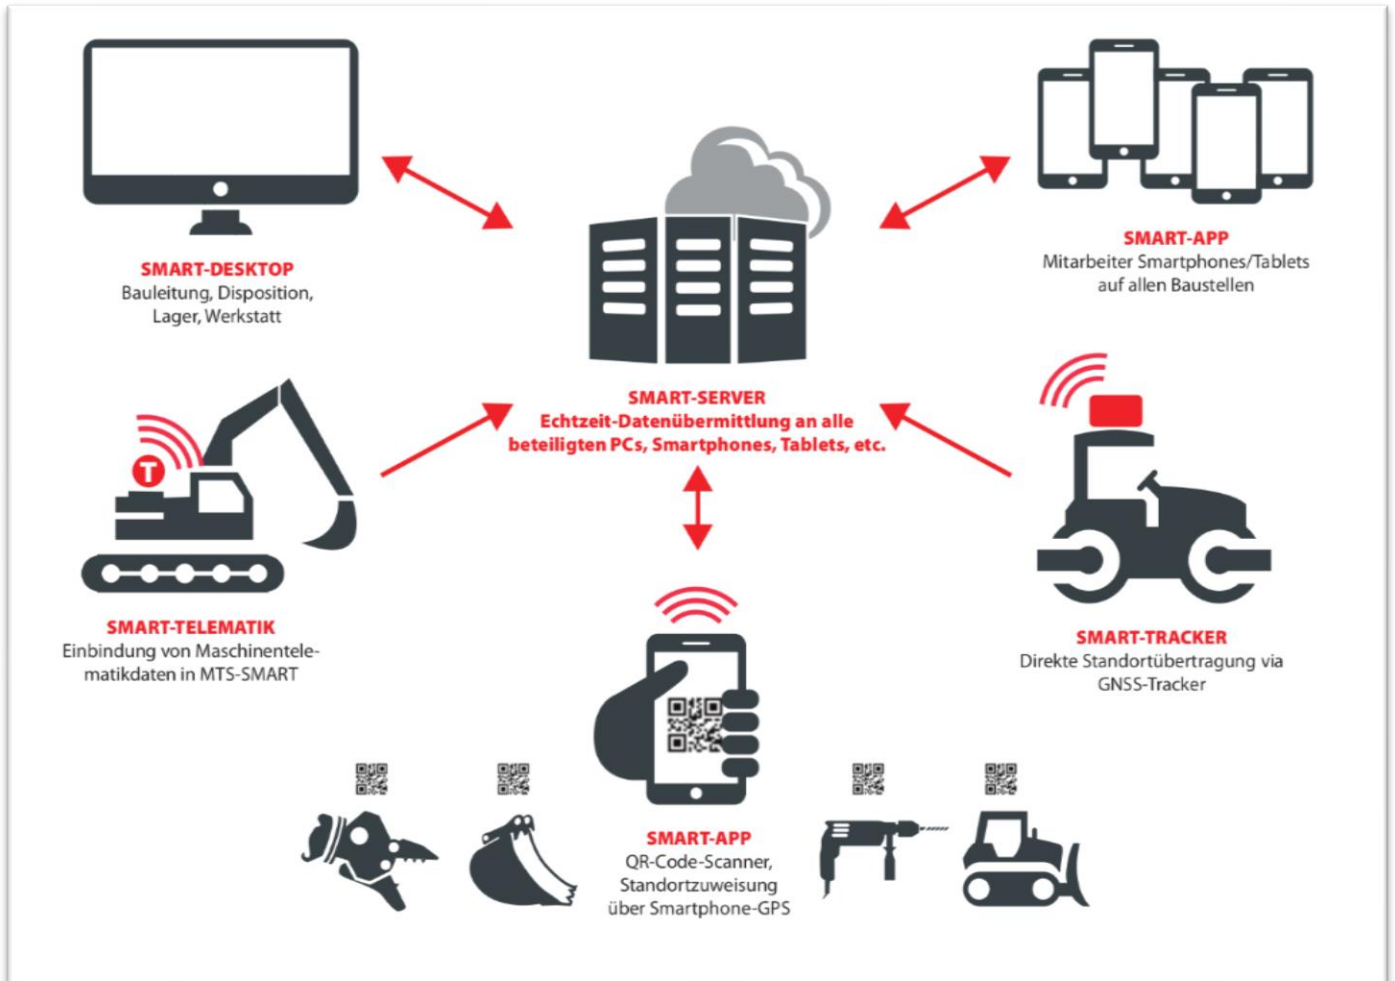 SMART-DESKTOP
Bauleitung, Disposition,
Lager, Werkstatt
SMART-APP
Mitarbeiter Smartphones/Tablets
auf allen Baustellen
SMART-SERVER
Echtzeit-Datenübermittlung an alle
beteiligten PCs, Smartphones, Tablets, etc.
T
SMART-TELEMATIK
Einbindung von Maschinentele-
matikdaten in MTS-SMART
SMART-TRACKER
Direkte Standortübertragung via
GNSS-Tracker
SMART-APP
QR-Code-Scanner,
Standortzuweisung
über Smartphone-GPS